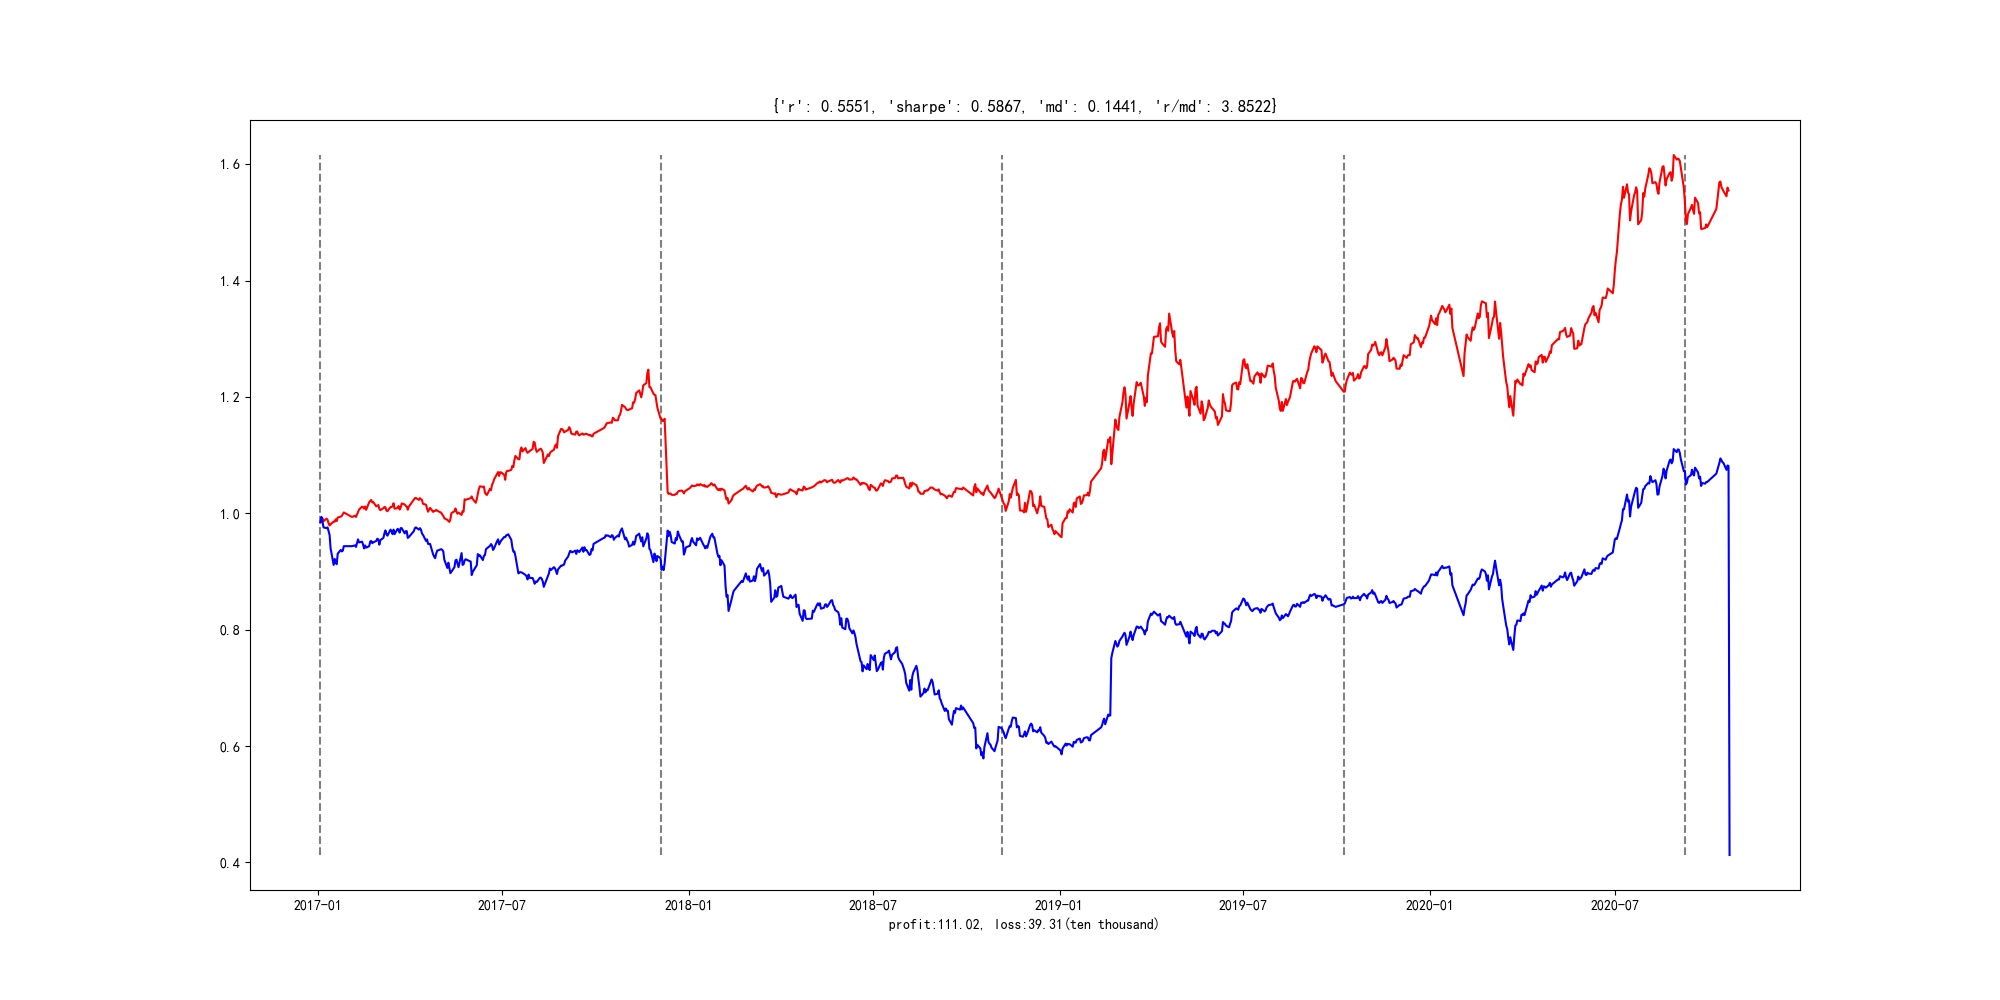 {'r': 0.5551, 'sharpe': 0.5867, 'md': 0.1441, 'r/md': 3.8522}
1.6
1.4
1.2
1.0
0.8
0.6
0.4
2017-01 2017-07 2018-01 2018-07 2019-01 2019-07 2020-01 2020-07
profit:111.02, loss:39.31(ten thousand)